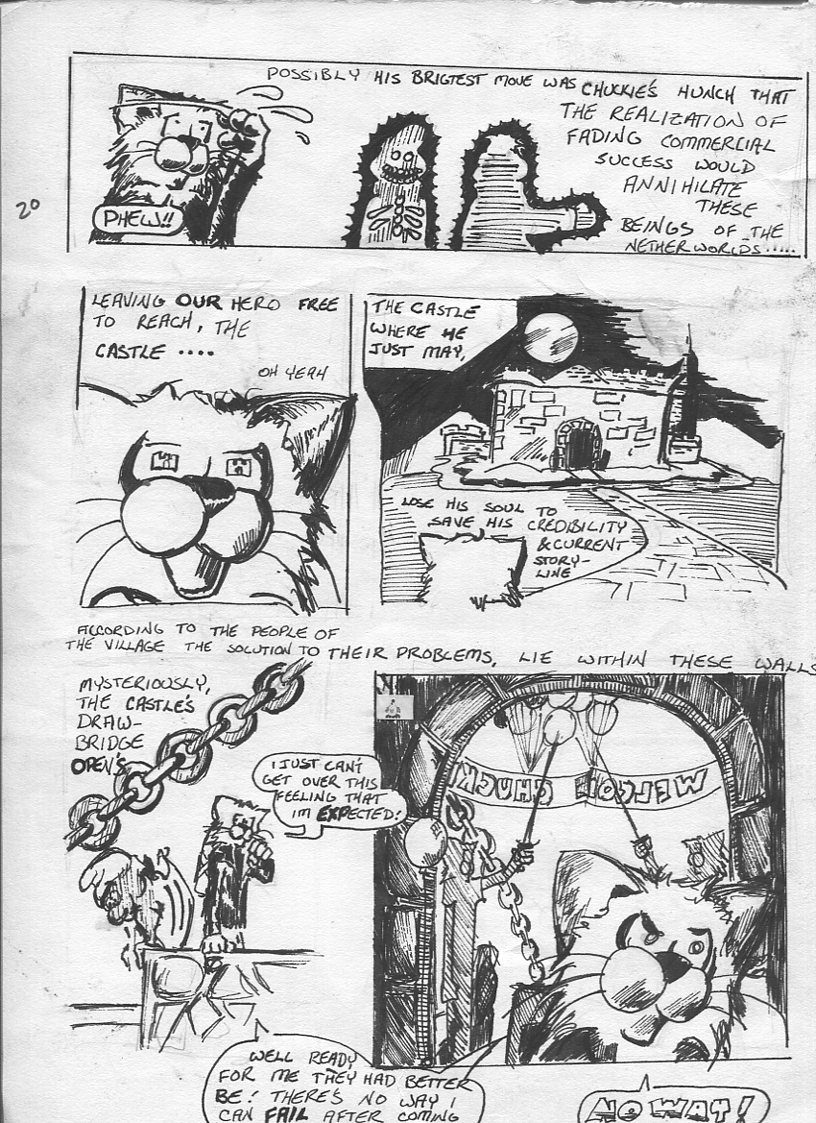 POSSIBLY HIS BRIGTEST MOVE WAS CHUCKIE'S HUNCH THAT
THE REALIZATION OF
FADING COMMERCIAL
SUCCESS WOULD
ANNIHILATE
THESE
BEINGS OF THE
NETHERWORLDS.....
PHEW!!
20
LEAVING OUR HERO FREE
TO REACH, THE
CASTLE ....
OH YEAH
THE CASTLE
WHERE HE
JUST MAY,
LOSE HIS SOUL TO
SAVE HIS CREDIBILITY
& CURRENT
STORY-
LINE
ACCORDING TO THE PEOPLE OF
THE VILLAGE THE SOLUTION TO THEIR PROBLEMS, LIE WITHIN THESE WALLS
MYSTERIOUSLY,
THE CASTLE'S
DRAW-
BRIDGE
OPEN'S
I JUST CAN'T
GET OVER THIS
FEELING THAT
IM EXPECTED!
WELCOME CHUCK
WELL READY
FOR ME THEY HAD BETTER
BE! THERE'S NO WAY I
CAN FAIL AFTER COMING
NO WAY!